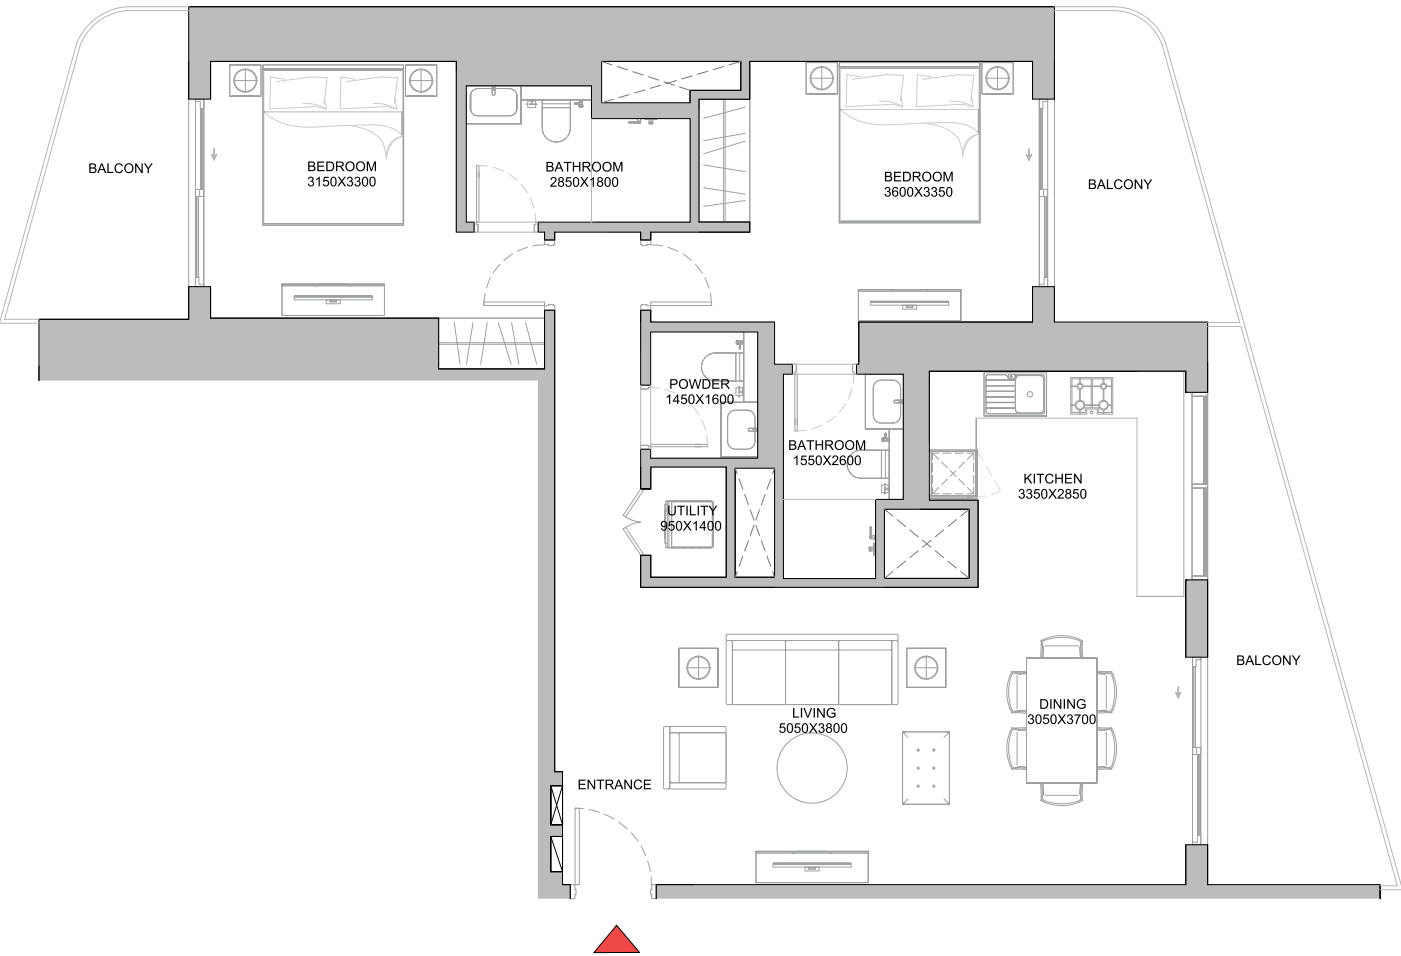 BALCONY
BEDROOM
3150X3300
BATHROOM
2850X1800
BEDROOM
3600X3350
BALCONY
POWDER
1450X1600
BATHROOM
1550X2600
KITCHEN
3350X2850
UTILITY
950X1400
BALCONY
LIVING
5050X3800
DINING
3050X3700
ENTRANCE